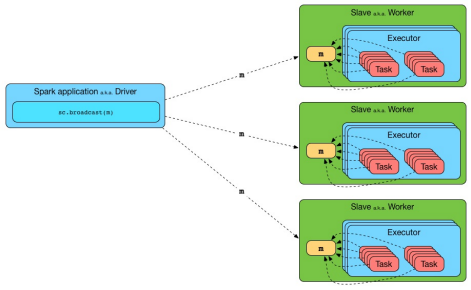 Slave a.k.a. Worker
Executor
m
Task
Task
m
Spark application a.k.a. Driver
sc.broadcast(m)
Slave a.k.a. Worker
Executor
m
m
Task
Task
m
Slave a.k.a. Worker
Executor
m
Task
Task